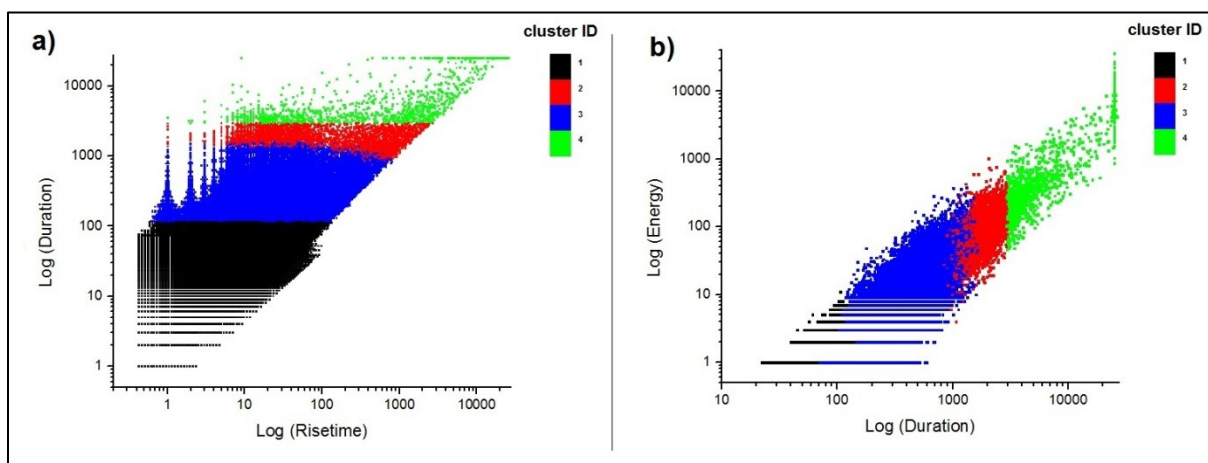 a)
cluster ID
1
2
3
4
Log (Duration)
10000
1000
100
10
1
1 10 100 1000 10000
Log (Risetime)
b)
cluster ID
1
2
3
4
Log (Energy)
10000
1000
100
10
1
10 100 1000 10000
Log (Duration)